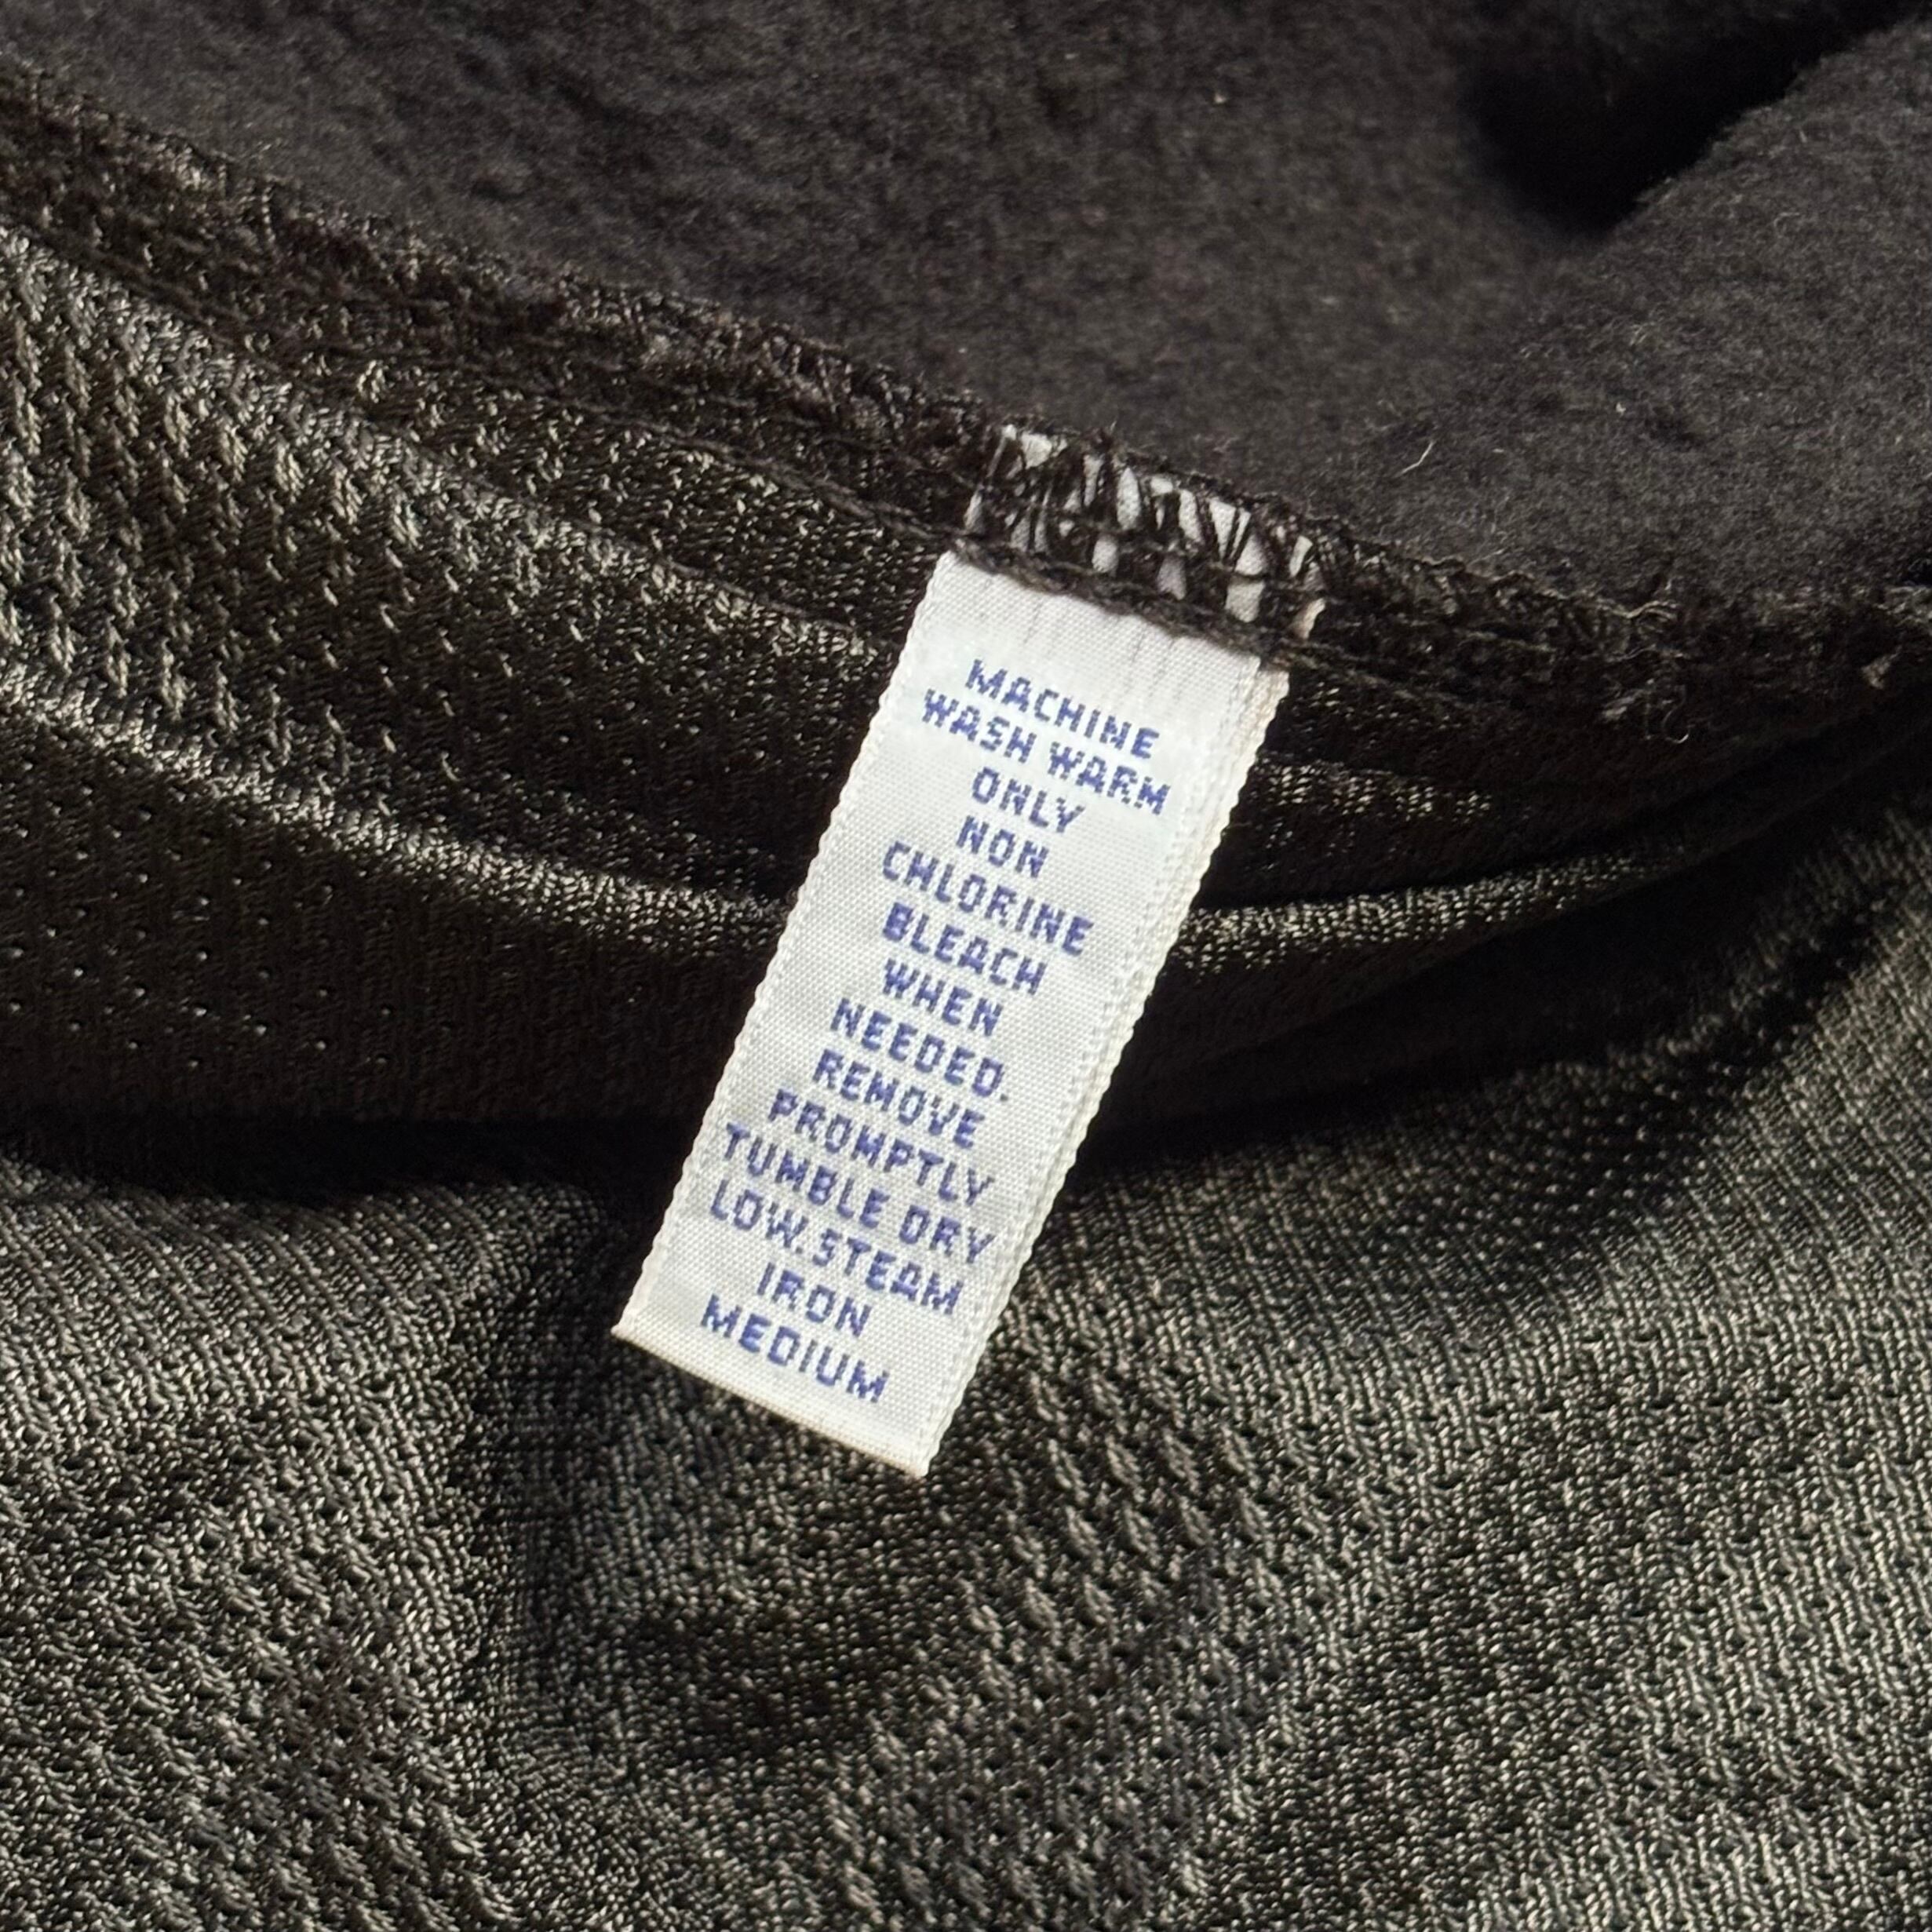 MACHINE
WASH WARM
ONLY
NON
CHLORINE
BLEACH
WHEN
NEEDED.
REMOVE
PROMPTLY
TUMBLE DRY
LOW.STEAM
IRON
MEDIUM